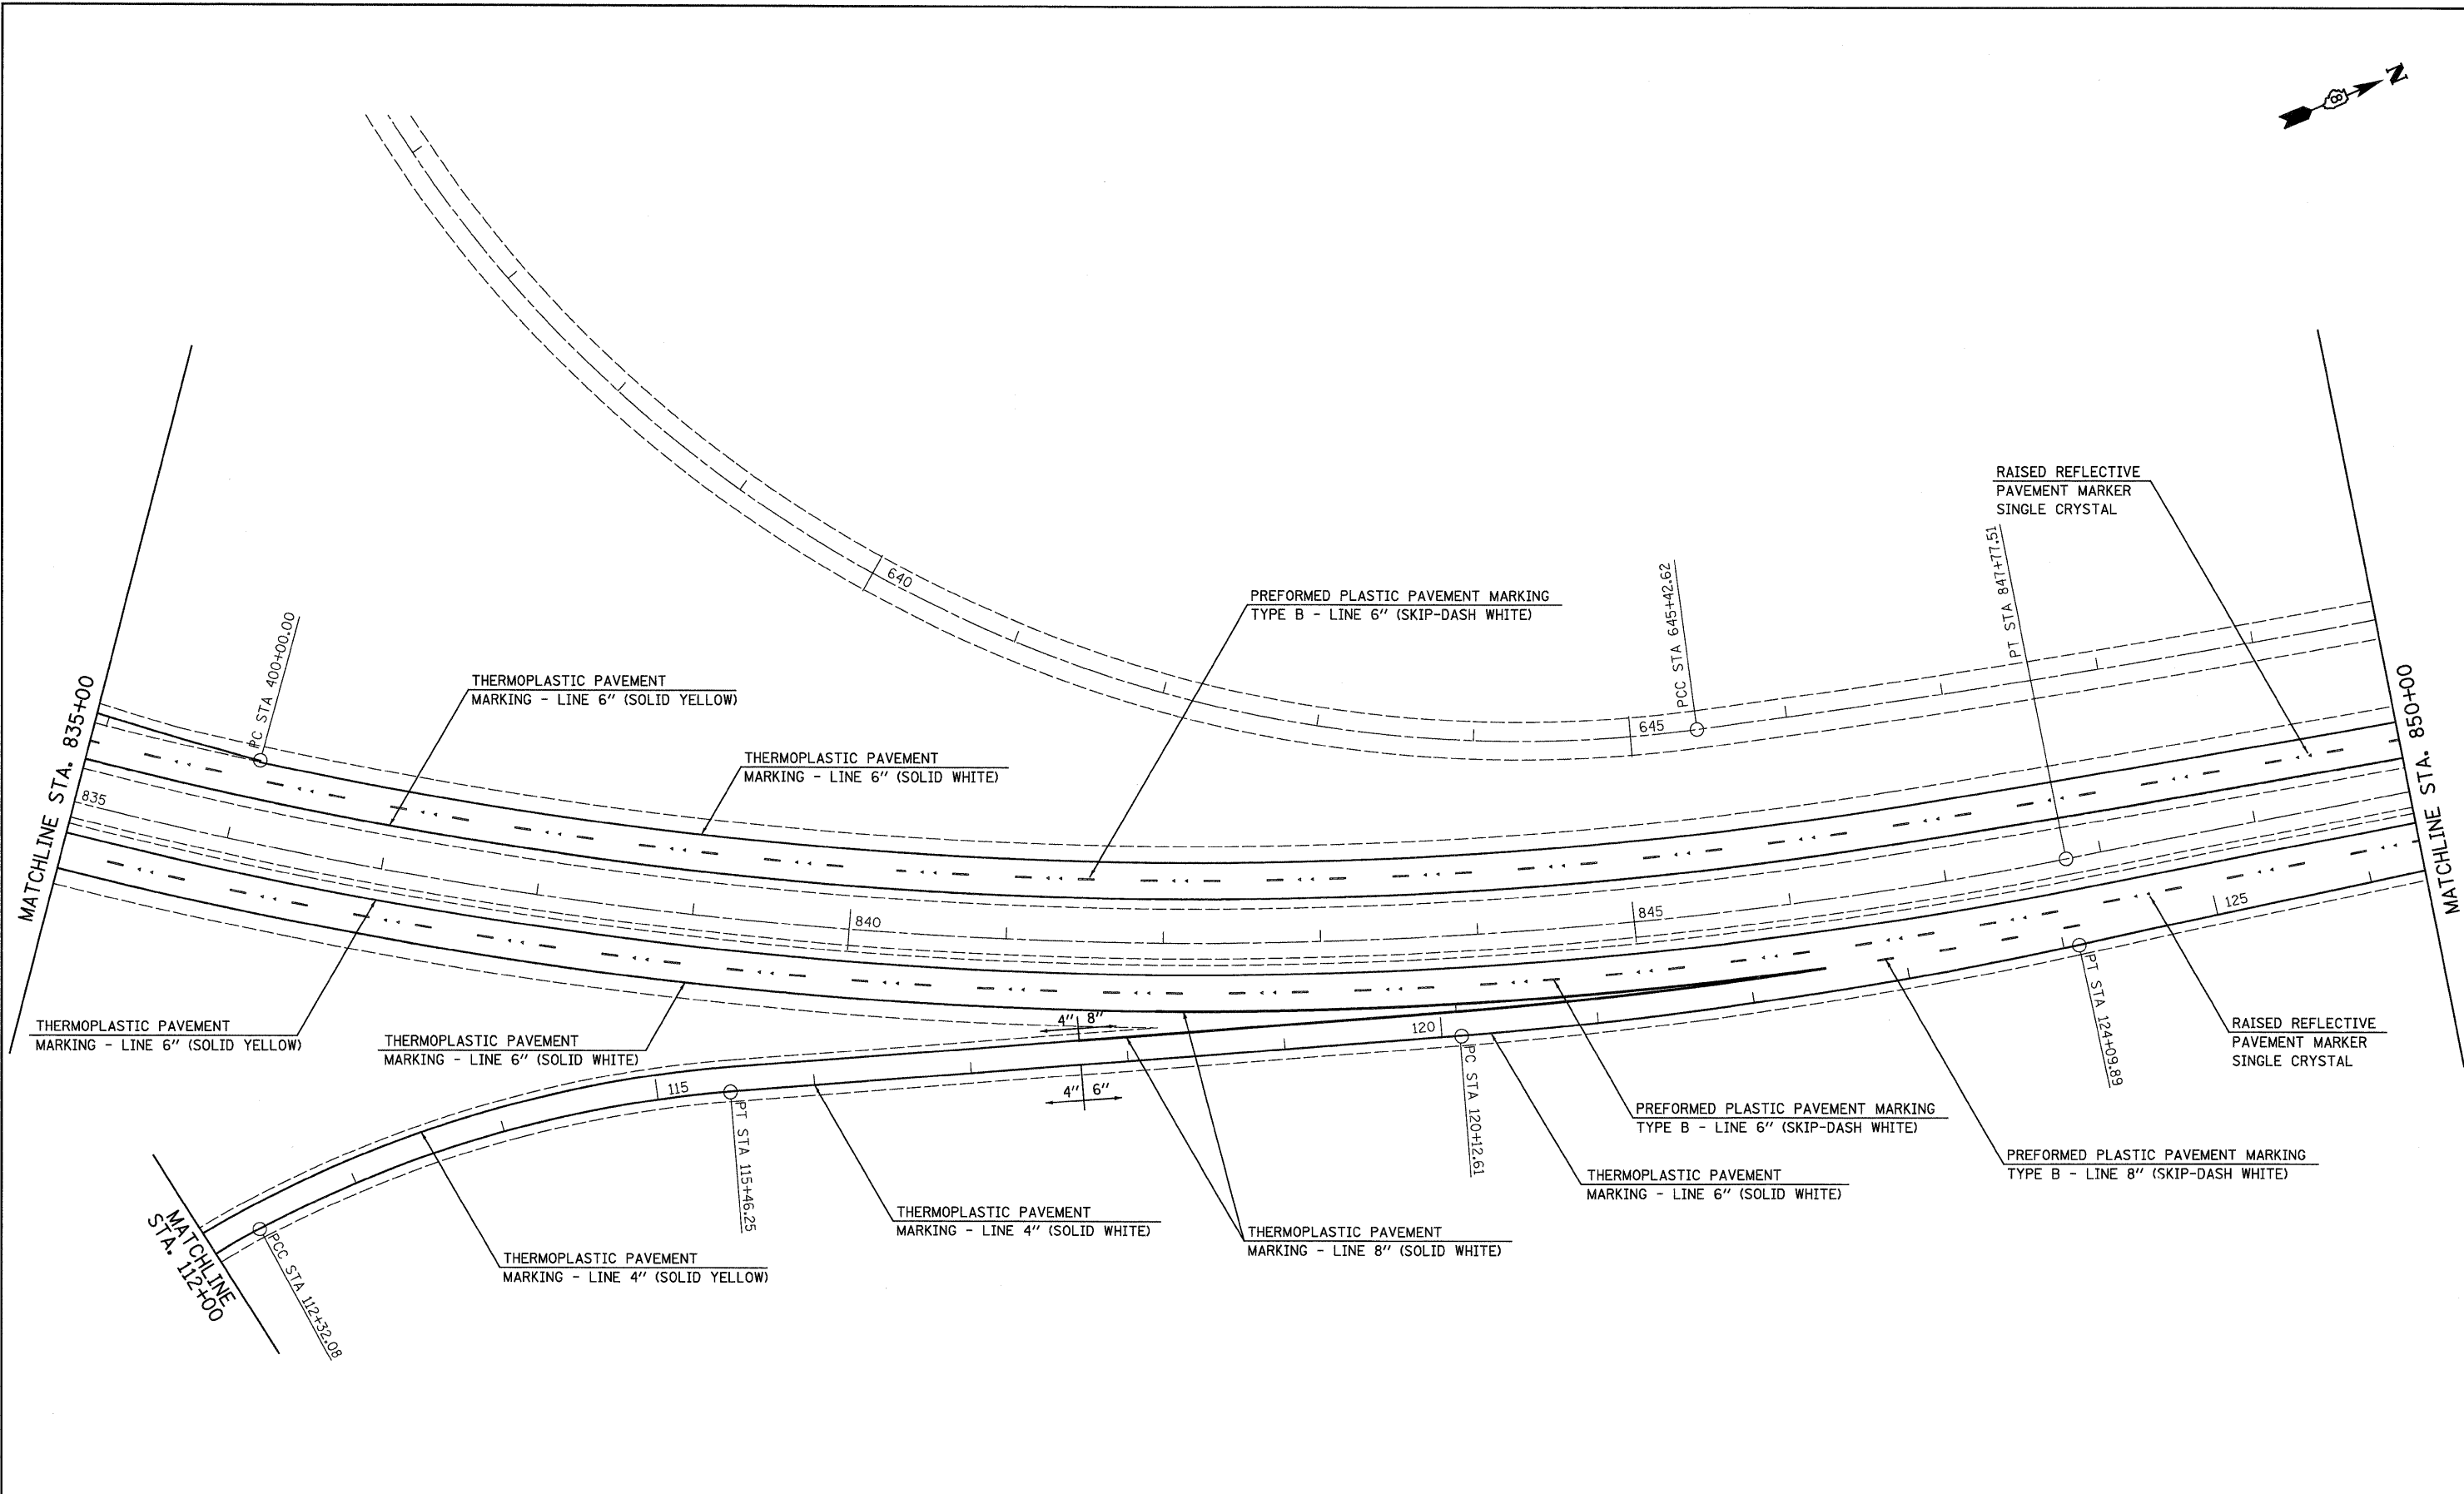 N
8
RAISED REFLECTIVE
PAVEMENT MARKER
SINGLE CRYSTAL
PT STA 847+77.51
640
PREFORMED PLASTIC PAVEMENT MARKING
TYPE B - LINE 6" (SKIP-DASH WHITE)
PCC STA 645+42.62
645
PC STA 400+00.00
THERMOPLASTIC PAVEMENT
MARKING - LINE 6" (SOLID YELLOW)
THERMOPLASTIC PAVEMENT
MARKING - LINE 6" (SOLID WHITE)
MATCHLINE STA. 835+00
835
840
845
MATCHLINE STA. 850+00
125
THERMOPLASTIC PAVEMENT
MARKING - LINE 6" (SOLID YELLOW)
THERMOPLASTIC PAVEMENT
MARKING - LINE 6" (SOLID WHITE)
4" 8"
120
115
4" 6"
PT STA 115+46.25
PC STA 120+12.61
PT STA 124+09.89
RAISED REFLECTIVE
PAVEMENT MARKER
SINGLE CRYSTAL
PREFORMED PLASTIC PAVEMENT MARKING
TYPE B - LINE 6" (SKIP-DASH WHITE)
PREFORMED PLASTIC PAVEMENT MARKING
TYPE B - LINE 8" (SKIP-DASH WHITE)
THERMOPLASTIC PAVEMENT
MARKING - LINE 6" (SOLID WHITE)
THERMOPLASTIC PAVEMENT
MARKING - LINE 4" (SOLID WHITE)
THERMOPLASTIC PAVEMENT
MARKING - LINE 8" (SOLID WHITE)
THERMOPLASTIC PAVEMENT
MARKING - LINE 4" (SOLID YELLOW)
MATCHLINE
STA. 112+00
PCC STA 112+32.08